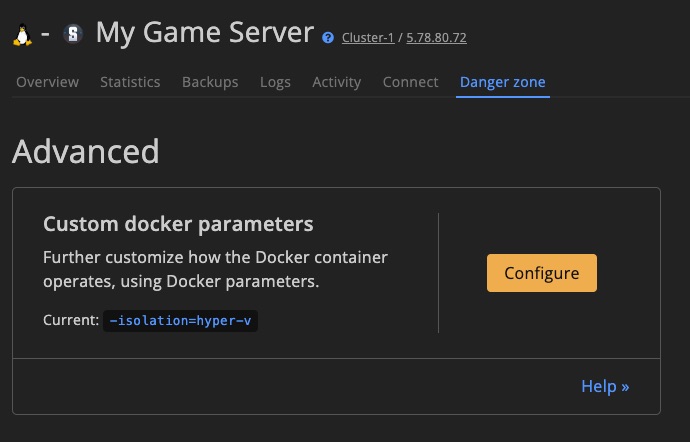 - S My Game Server ? Cluster-1 / 5.78.80.72
Overview Statistics Backups Logs Activity Connect Danger zone
Advanced
Custom docker parameters
Further customize how the Docker container
operates, using Docker parameters.
Configure
Current: -isolation=hyper-v
Help »